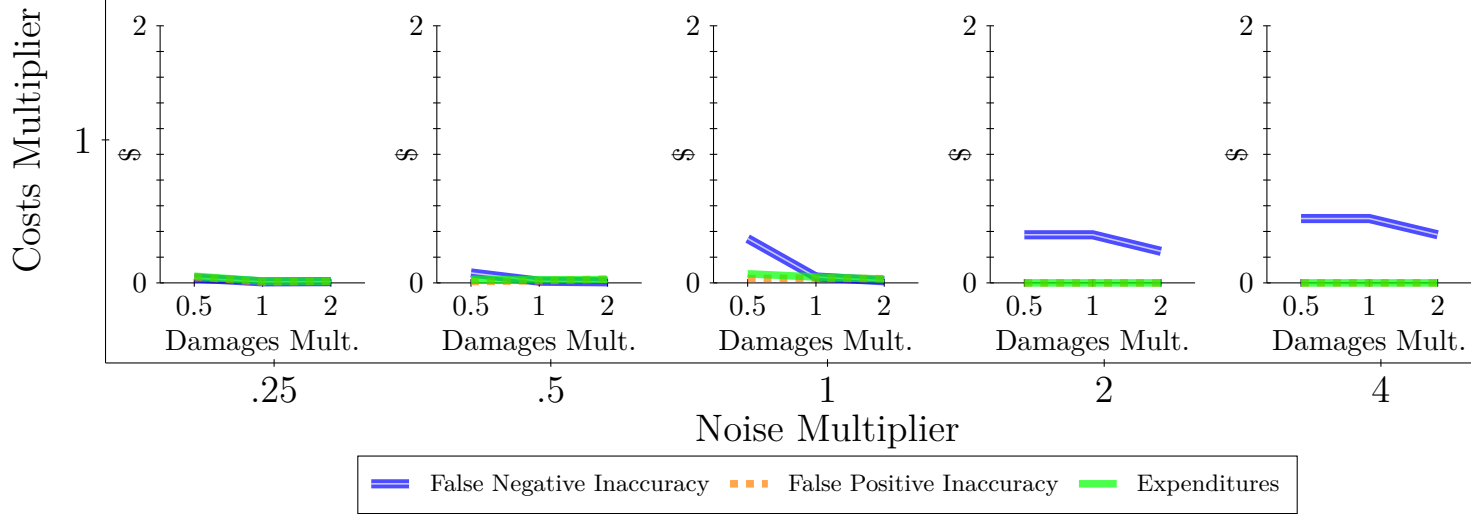 Costs Multiplier
1
2 2 2 2 2
$ $ $ $ $
0 0 0 0 0
0.5 1 2 0.5 1 2 0.5 1 2 0.5 1 2 0.5 1 2
Damages Mult. Damages Mult. Damages Mult. Damages Mult. Damages Mult.
.25 .5 1 2 4
Noise Multiplier
False Negative Inaccuracy False Positive Inaccuracy Expenditures